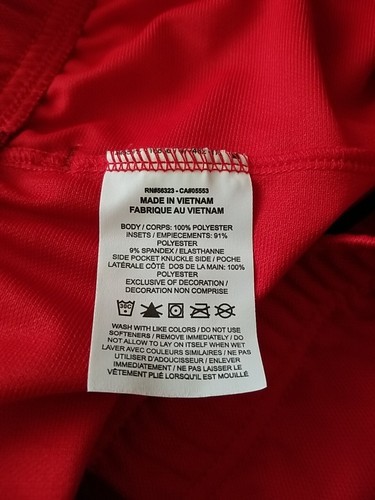 RN#56323 - CA#05553
MADE IN VIETNAM
FABRIQUE AU VIETNAM
BODY / CORPS: 100% POLYESTER
INSETS / EMPIECEMENTS: 91%
POLYESTER
9% SPANDEX / ELASTHANNE
SIDE POCKET KNUCKLE SIDE / POCHE
LATÉRALE CÔTÉ DOS DE LA MAIN: 100%
POLYESTER
EXCLUSIVE OF DECORATION /
DECORATION NON COMPRISE
30C
WASH WITH LIKE COLORS / DO NOT USE
SOFTENERS / REMOVE IMMEDIATELY / DO
NOT ALLOW TO LAY ON ITSELF WHEN WET
LAVER AVEC COULEURS SIMILAIRES / NE PAS
UTILISER D'ADOUCISSEUR / ENLEVER
IMMEDIATEMENT / NE PAS LAISSER LE
VÊTEMENT PLIÉ LORSQU'IL EST MOUILLÉ